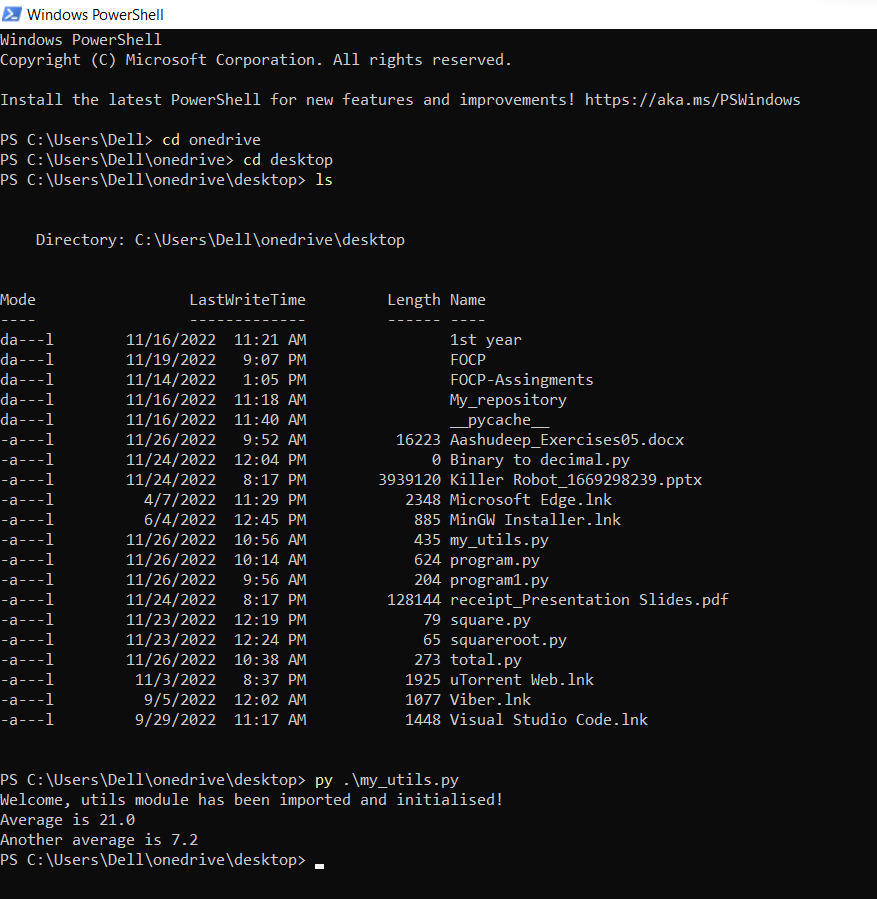 Windows PowerShell
Windows PowerShell
Copyright (C) Microsoft Corporation. All rights reserved.
Install the latest PowerShell for new features and improvements! https://aka.ms/PSWindows
PS C:\Users\Dell> cd onedrive
PS C:\Users\Dell\onedrive> cd desktop
PS C:\Users\Dell\onedrive\desktop> ls
Directory: C:\Users\Dell\onedrive\desktop
Mode LastWriteTime Length Name
---- ------------- ------ ----
da---l 11/16/2022 11:21 AM 1st year
da---l 11/19/2022 9:07 PM FOCP
da---l 11/14/2022 1:05 PM FOCP-Assingments
da---l 11/16/2022 11:18 AM My_repository
da---l 11/16/2022 11:40 AM __pycache__
-a---l 11/26/2022 9:52 AM 16223 Aashudeep_Exercises05.docx
-a---l 11/24/2022 12:04 PM 0 Binary to decimal.py
-a---l 11/24/2022 8:17 PM 3939120 Killer Robot_1669298239.pptx
-a---l 4/7/2022 11:29 PM 2348 Microsoft Edge.lnk
-a---l 6/4/2022 12:45 PM 885 MinGW Installer.lnk
-a---l 11/26/2022 10:56 AM 435 my_utils.py
-a---l 11/26/2022 10:14 AM 624 program.py
-a---l 11/26/2022 9:56 AM 204 program1.py
-a---l 11/24/2022 8:17 PM 128144 receipt_Presentation Slides.pdf
-a---l 11/23/2022 12:19 PM 79 square.py
-a---l 11/23/2022 12:24 PM 65 squareroot.py
-a---l 11/26/2022 10:38 AM 273 total.py
-a---l 11/3/2022 8:37 PM 1925 uTorrent Web.lnk
-a---l 9/5/2022 12:02 AM 1077 Viber.lnk
-a---l 9/29/2022 11:17 AM 1448 Visual Studio Code.lnk
PS C:\Users\Dell\onedrive\desktop> py .\my_utils.py
Welcome, utils module has been imported and initialised!
Average is 21.0
Another average is 7.2
PS C:\Users\Dell\onedrive\desktop>